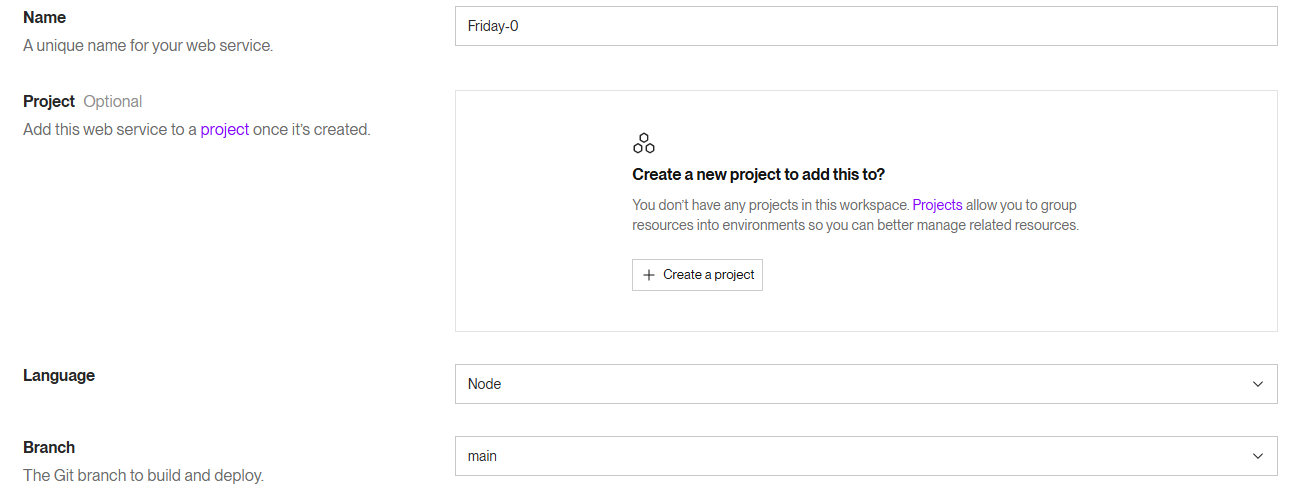 Name
A unique name for your web service.
Friday-0
Project Optional
Add this web service to a project once it's created.
Create a new project to add this to?
You don't have any projects in this workspace. Projects allow you to group
resources into environments so you can better manage related resources.
+ Create a project
Language
Node
Branch
The Git branch to build and deploy.
main